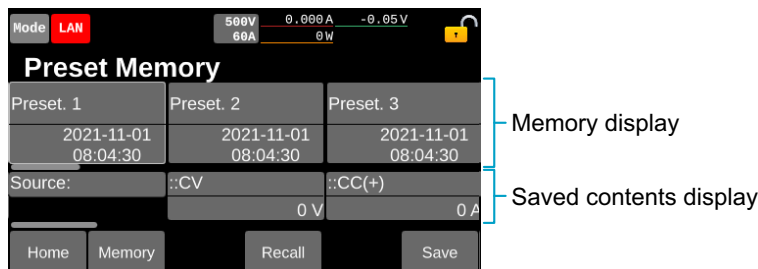 Mode LAN 500V 0.000A -0.05V
60A 0W
Preset Memory
Preset. 1 Preset. 2 Preset. 3
Memory display
2021-11-01 2021-11-01 2021-11-01
08:04:30 08:04:30 08:04:30
Source: ::CV ::CC(+)
Saved contents display
0 V 0 A
Home Memory Recall Save